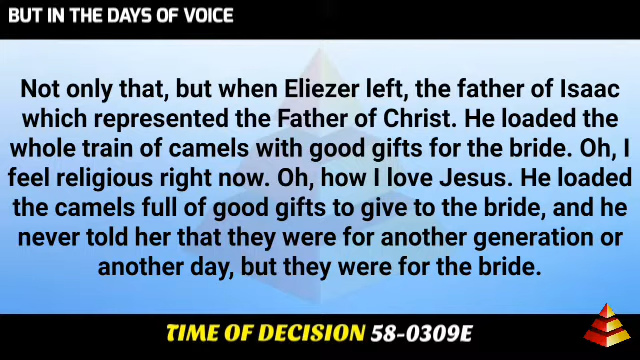 BUT IN THE DAYS OF VOICE
Not only that, but when Eliezer left, the father of Isaac
which represented the Father of Christ. He loaded the
whole train of camels with good gifts for the bride. Oh, I
feel religious right now. Oh, how I love Jesus. He loaded
the camels full of good gifts to give to the bride, and he
never told her that they were for another generation or
another day, but they were for the bride.
TIME OF DECISION 58-0309E